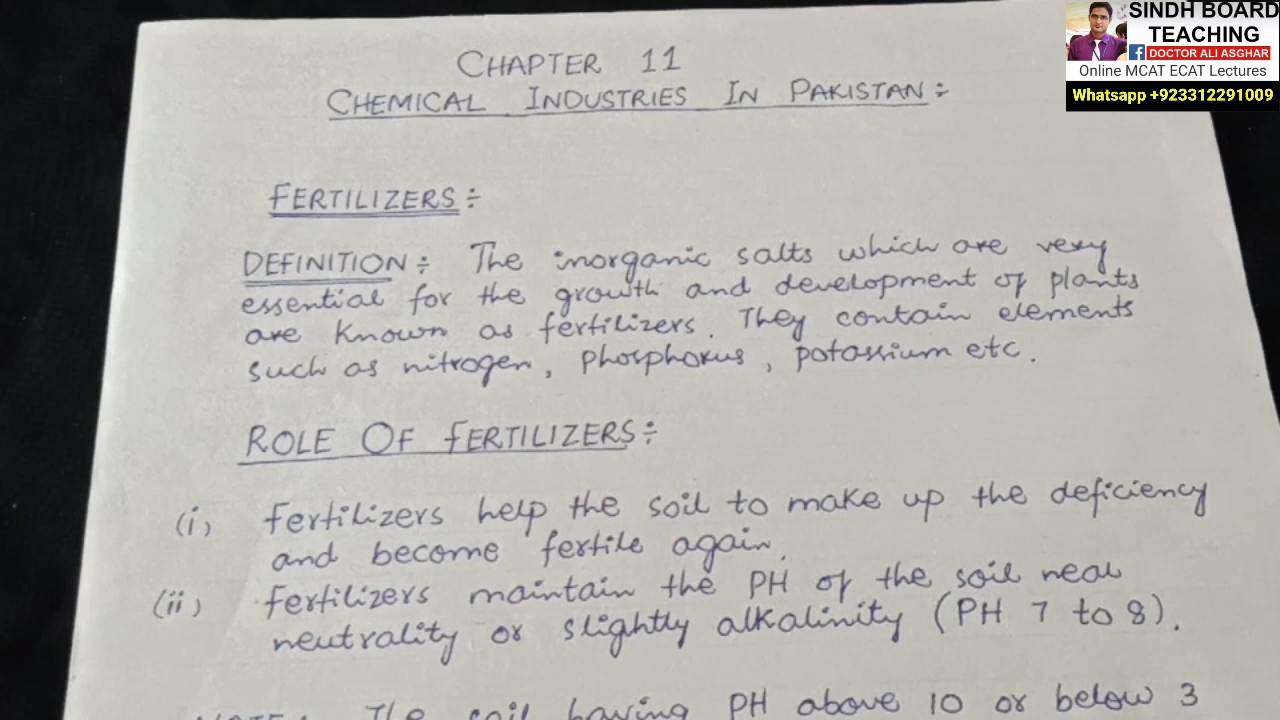 SINDH BOARD
TEACHING
f DOCTOR ALI ASGHAR
Online MCAT ECAT Lectures
Whatsapp +923312291009
CHAPTER 11
CHEMICAL INDUSTRIES IN PAKISTAN:-
FERTILIZERS:-
DEFINITION:- The inorganic salts which are very
essential for the growth and development of plants
are known as fertilizers. They contain elements
such as nitrogen, phosphorus, potassium etc.
ROLE OF FERTILIZERS:-
(i) Fertilizers help the soil to make up the deficiency
and become fertile again.
(ii) Fertilizers maintain the PH of the soil near
neutrality or slightly alkalinity (PH 7 to 8).
NOTE: The soil having PH above 10 or below 3